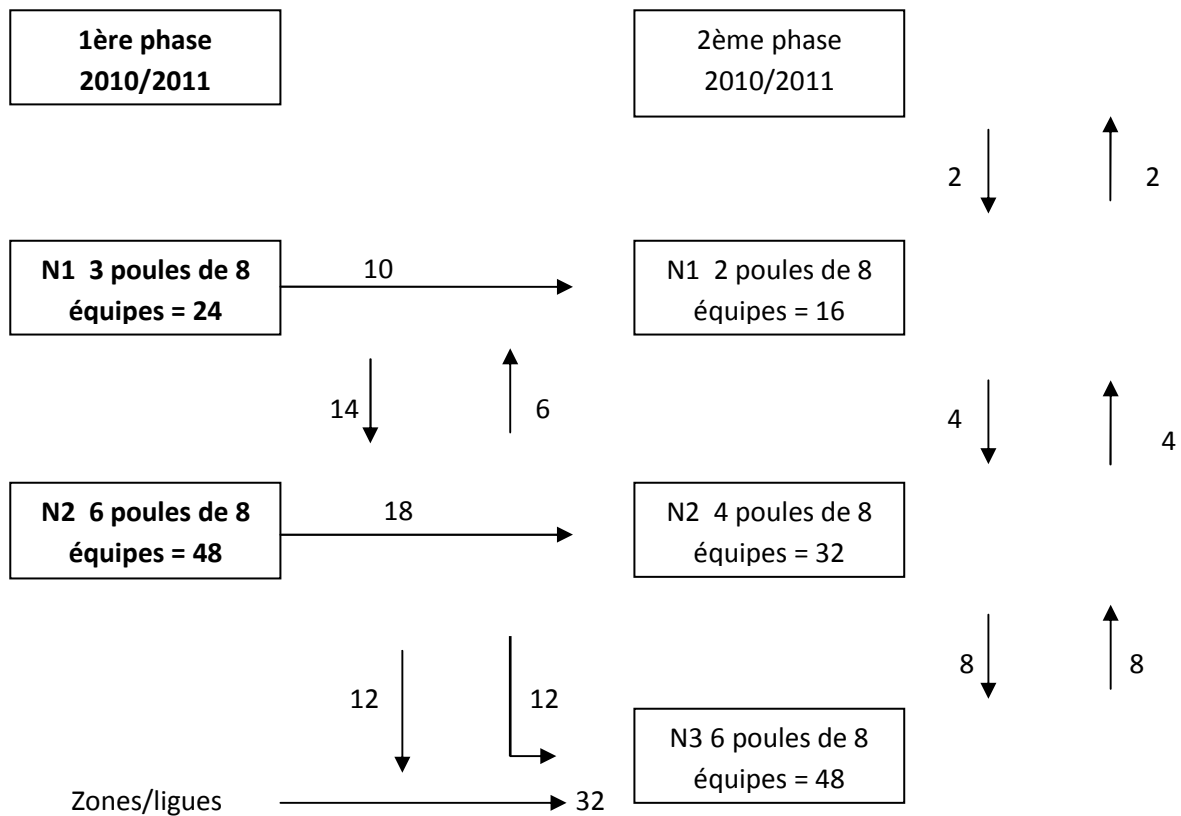 1ère phase
2010/2011
2ème phase
2010/2011
2
2
N1 3 poules de 8
équipes = 24
10
N1 2 poules de 8
équipes = 16
14
6
4
4
N2 6 poules de 8
équipes = 48
18
N2 4 poules de 8
équipes = 32
12
12
8
8
N3 6 poules de 8
équipes = 48
Zones/ligues
32